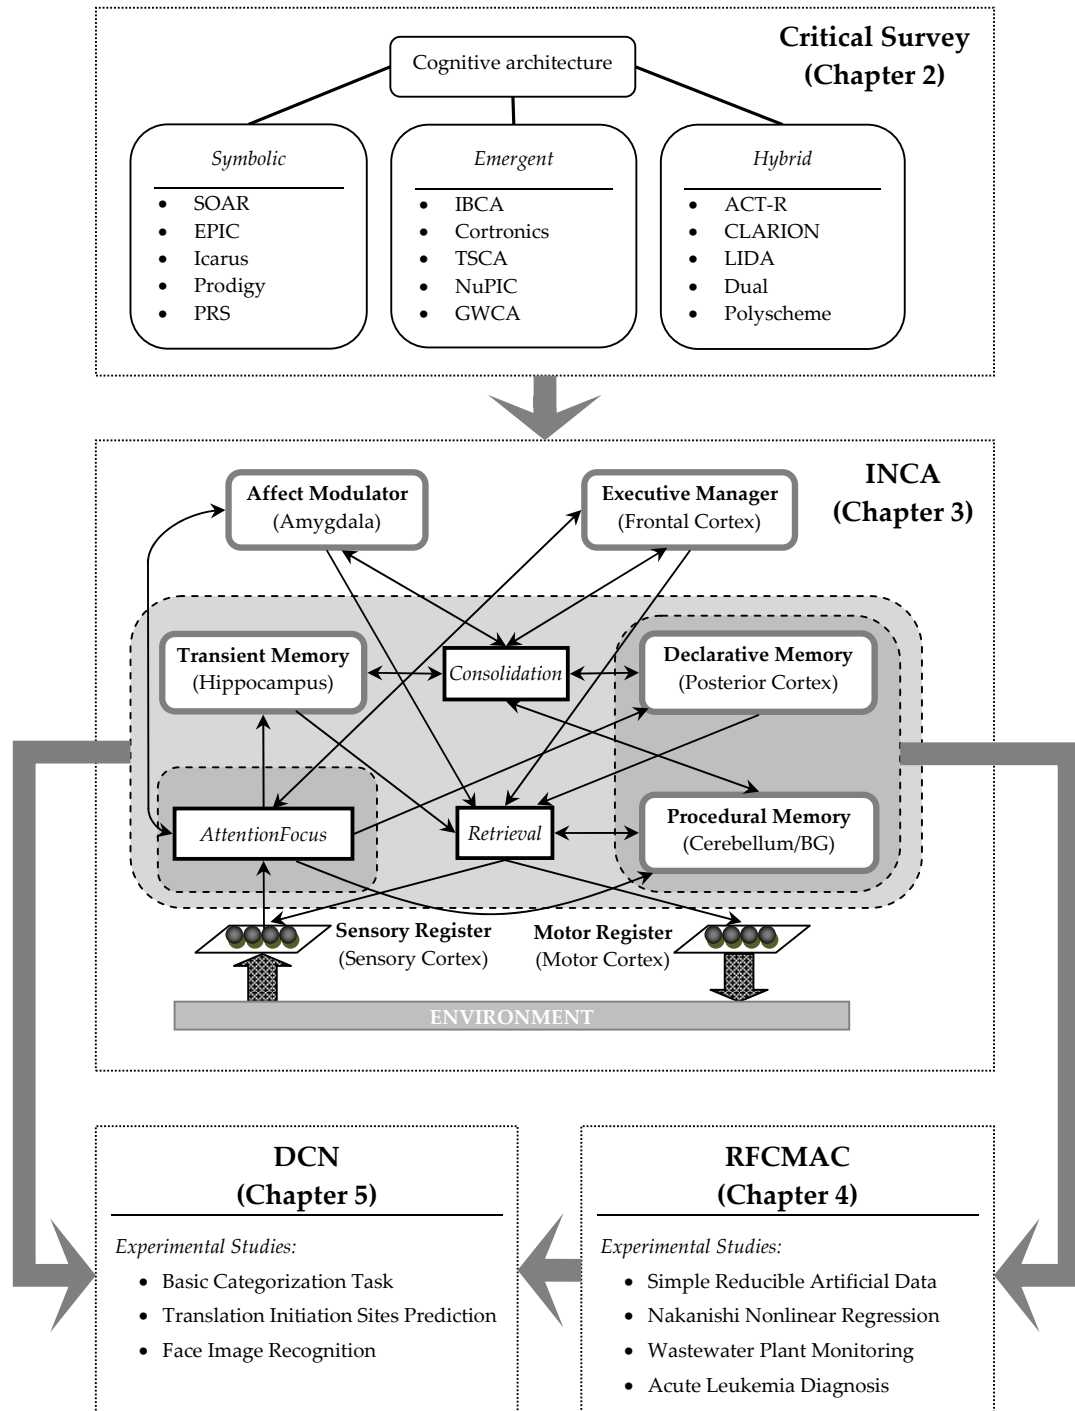 Critical Survey
(Chapter 2)
Cognitive architecture
Symbolic
• SOAR
• EPIC
• Icarus
• Prodigy
• PRS
Emergent
• IBCA
• Cortronics
• TSCA
• NuPIC
• GWCA
Hybrid
• ACT-R
• CLARION
• LIDA
• Dual
• Polyscheme
INCA
(Chapter 3)
Affect Modulator
(Amygdala)
Executive Manager
(Frontal Cortex)
Transient Memory
(Hippocampus)
Consolidation
Declarative Memory
(Posterior Cortex)
AttentionFocus
Retrieval
Procedural Memory
(Cerebellum/BG)
Sensory Register
(Sensory Cortex)
Motor Register
(Motor Cortex)
ENVIRONMENT
DCN
(Chapter 5)
Experimental Studies:
• Basic Categorization Task
• Translation Initiation Sites Prediction
• Face Image Recognition
RFCMAC
(Chapter 4)
Experimental Studies:
• Simple Reducible Artificial Data
• Nakanishi Nonlinear Regression
• Wastewater Plant Monitoring
• Acute Leukemia Diagnosis